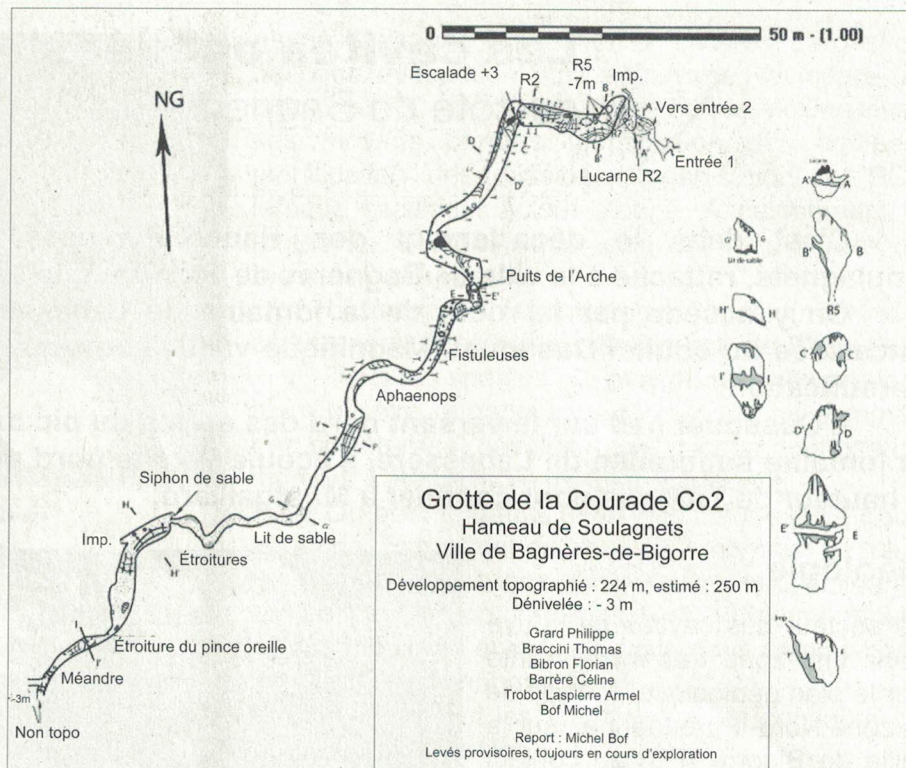 0
50 m - (1.00)
Escalade +3
R2
R5
-7m
Imp.
NG
Vers entrée 2
Entrée 1
Lucarne R2
Puits de l'Arche
Fistuleuses
Aphaenops
Siphon de sable
Imp.
Étroitures
Lit de sable
Étroiture du pince oreille
Méandre
-3m
Non topo
Lucarne
A'
A
B'
B
R5
G
Lit de sable
H'
H
I'
I
C
D
D
E'
E
Grotte de la Courade Co2
Hameau de Soulagnets
Ville de Bagnères-de-Bigorre
Développement topographié : 224 m, estimé : 250 m
Dénivelée : - 3 m
Grard Philippe
Braccini Thomas
Bibron Florian
Barrère Céline
Trobot Laspierre Armel
Bof Michel
Report : Michel Bof
Levés provisoires, toujours en cours d'exploration